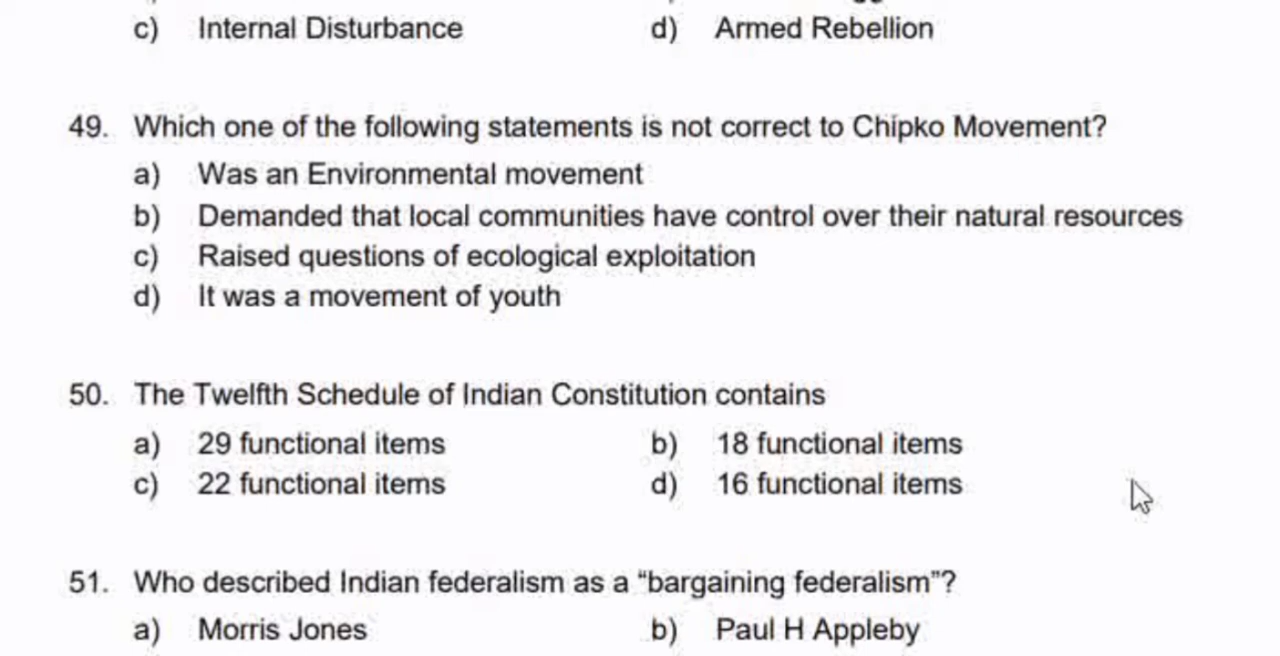 c) Internal Disturbance d) Armed Rebellion
49. Which one of the following statements is not correct to Chipko Movement?
a) Was an Environmental movement
b) Demanded that local communities have control over their natural resources
c) Raised questions of ecological exploitation
d) It was a movement of youth
50. The Twelfth Schedule of Indian Constitution contains
a) 29 functional items b) 18 functional items
c) 22 functional items d) 16 functional items
51. Who described Indian federalism as a “bargaining federalism”?
a) Morris Jones b) Paul H Appleby